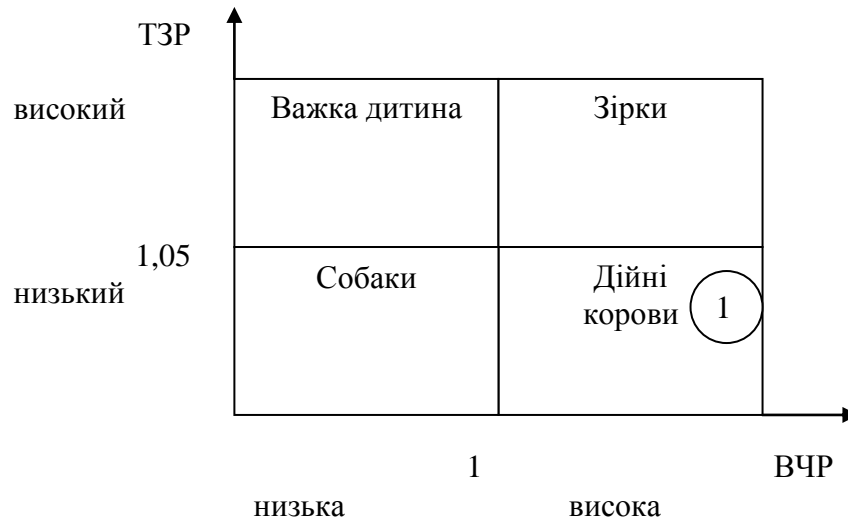 ТЗР
високий
Важка дитина
Зірки
1,05
низький
Собаки
Дійні
корови
1
1
ВЧР
низька
висока